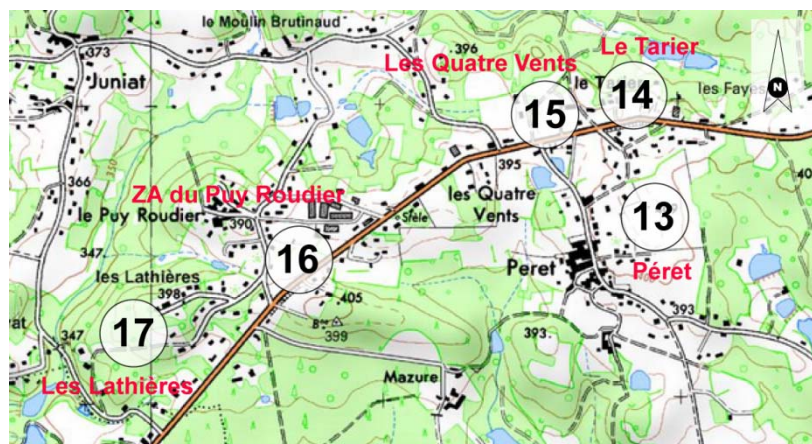 le Moulin Brutinaud
373
Juniat
396
Les Quatre Vents
Le Tarier
N
15
14
les Fayes
350
366
395
ZA du Puy Roudier
le Puy Roudier
390
Stèle
les Quatre
Vents
13
347
16
Peret
Péret
les Lathières
398
405
393
17
399
393
347
Mazure
Les Lathières